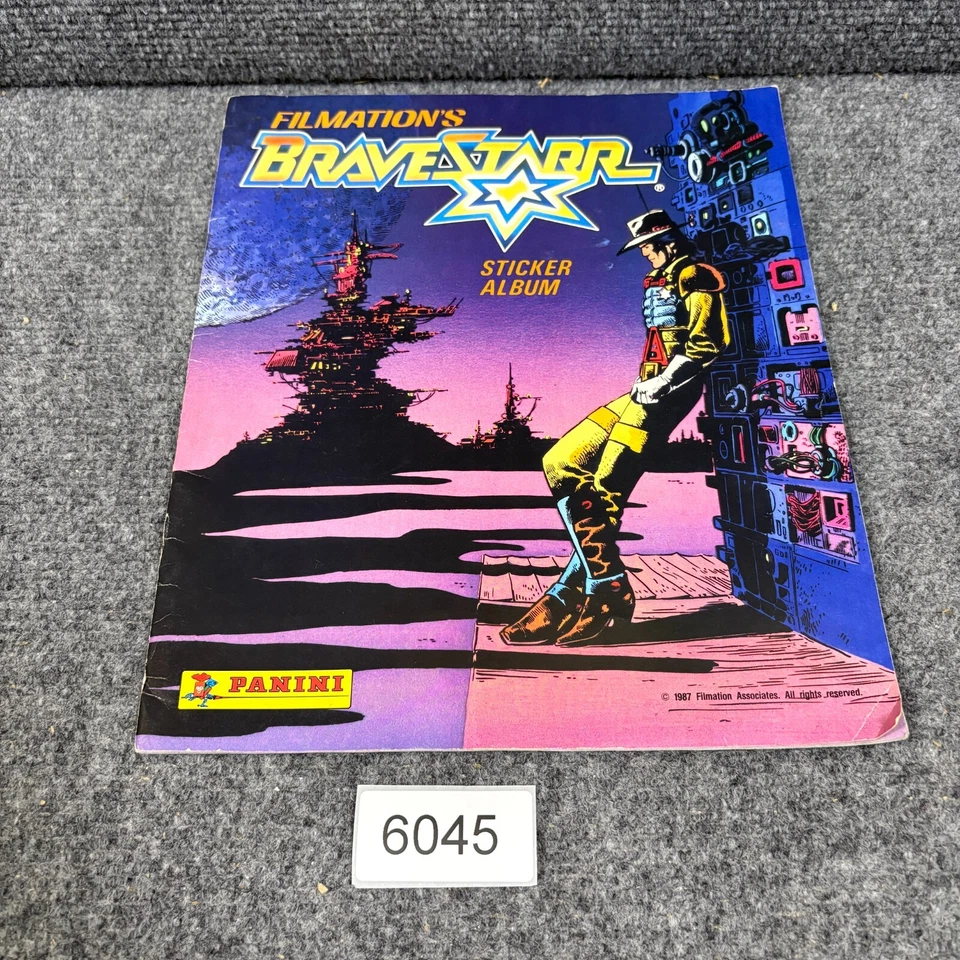 FILMATION'S
BRAVESTARR®
STICKER
ALBUM
PANINI
© 1987 Filmation Associates. All rights reserved.
6045